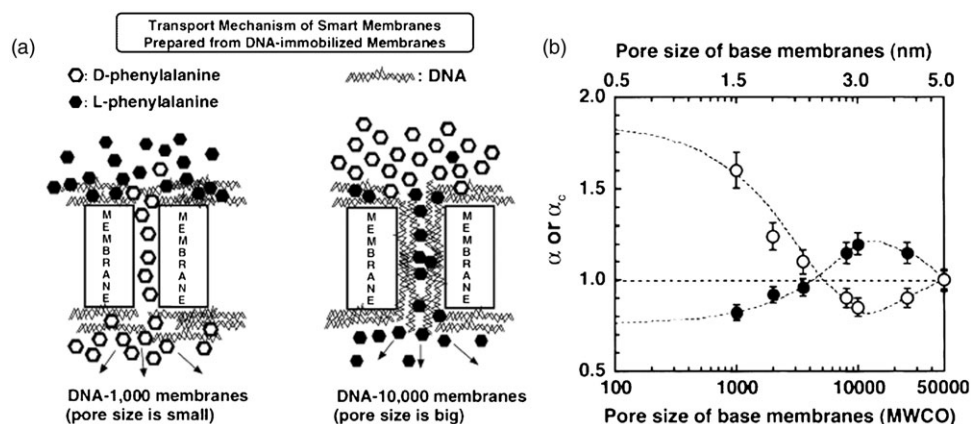 (a)
Transport Mechanism of Smart Membranes
Prepared from DNA-immobilized Membranes
: D-phenylalanine
: L-phenylalanine
: DNA
MEMBRANE
MEMBRANE
MEMBRANE
MEMBRANE
DNA-1,000 membranes
(pore size is small)
DNA-10,000 membranes
(pore size is big)
(b)
Pore size of base membranes (nm)
0.5 1.5 3.0 5.0
2.0
1.5
1.0
0.5
α or αc
100 1000 10000 50000
Pore size of base membranes (MWCO)